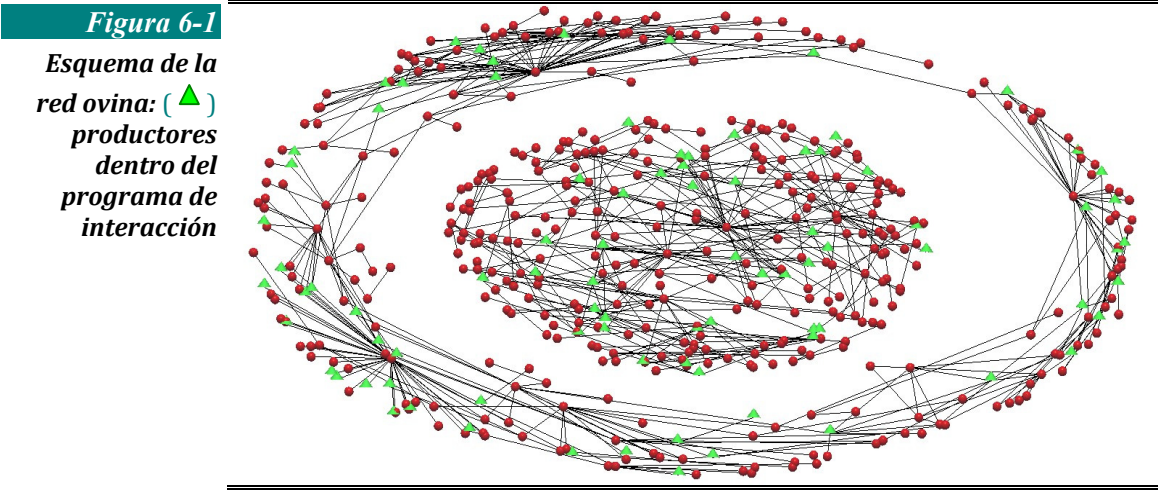 Figura 6-1
Esquema de la
red ovina: ( )
productores
dentro del
programa de
interacción